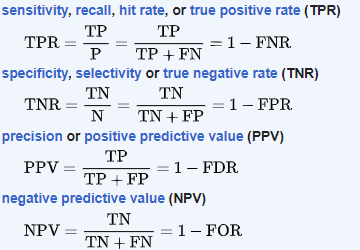 sensitivity, recall, hit rate, or true positive rate (TPR)
TPR = TP/P = TP/(TP + FN) = 1 − FNR
specificity, selectivity or true negative rate (TNR)
TNR = TN/N = TN/(TN + FP) = 1 − FPR
precision or positive predictive value (PPV)
PPV = TP/(TP + FP) = 1 − FDR
negative predictive value (NPV)
NPV = TN/(TN + FN) = 1 − FOR